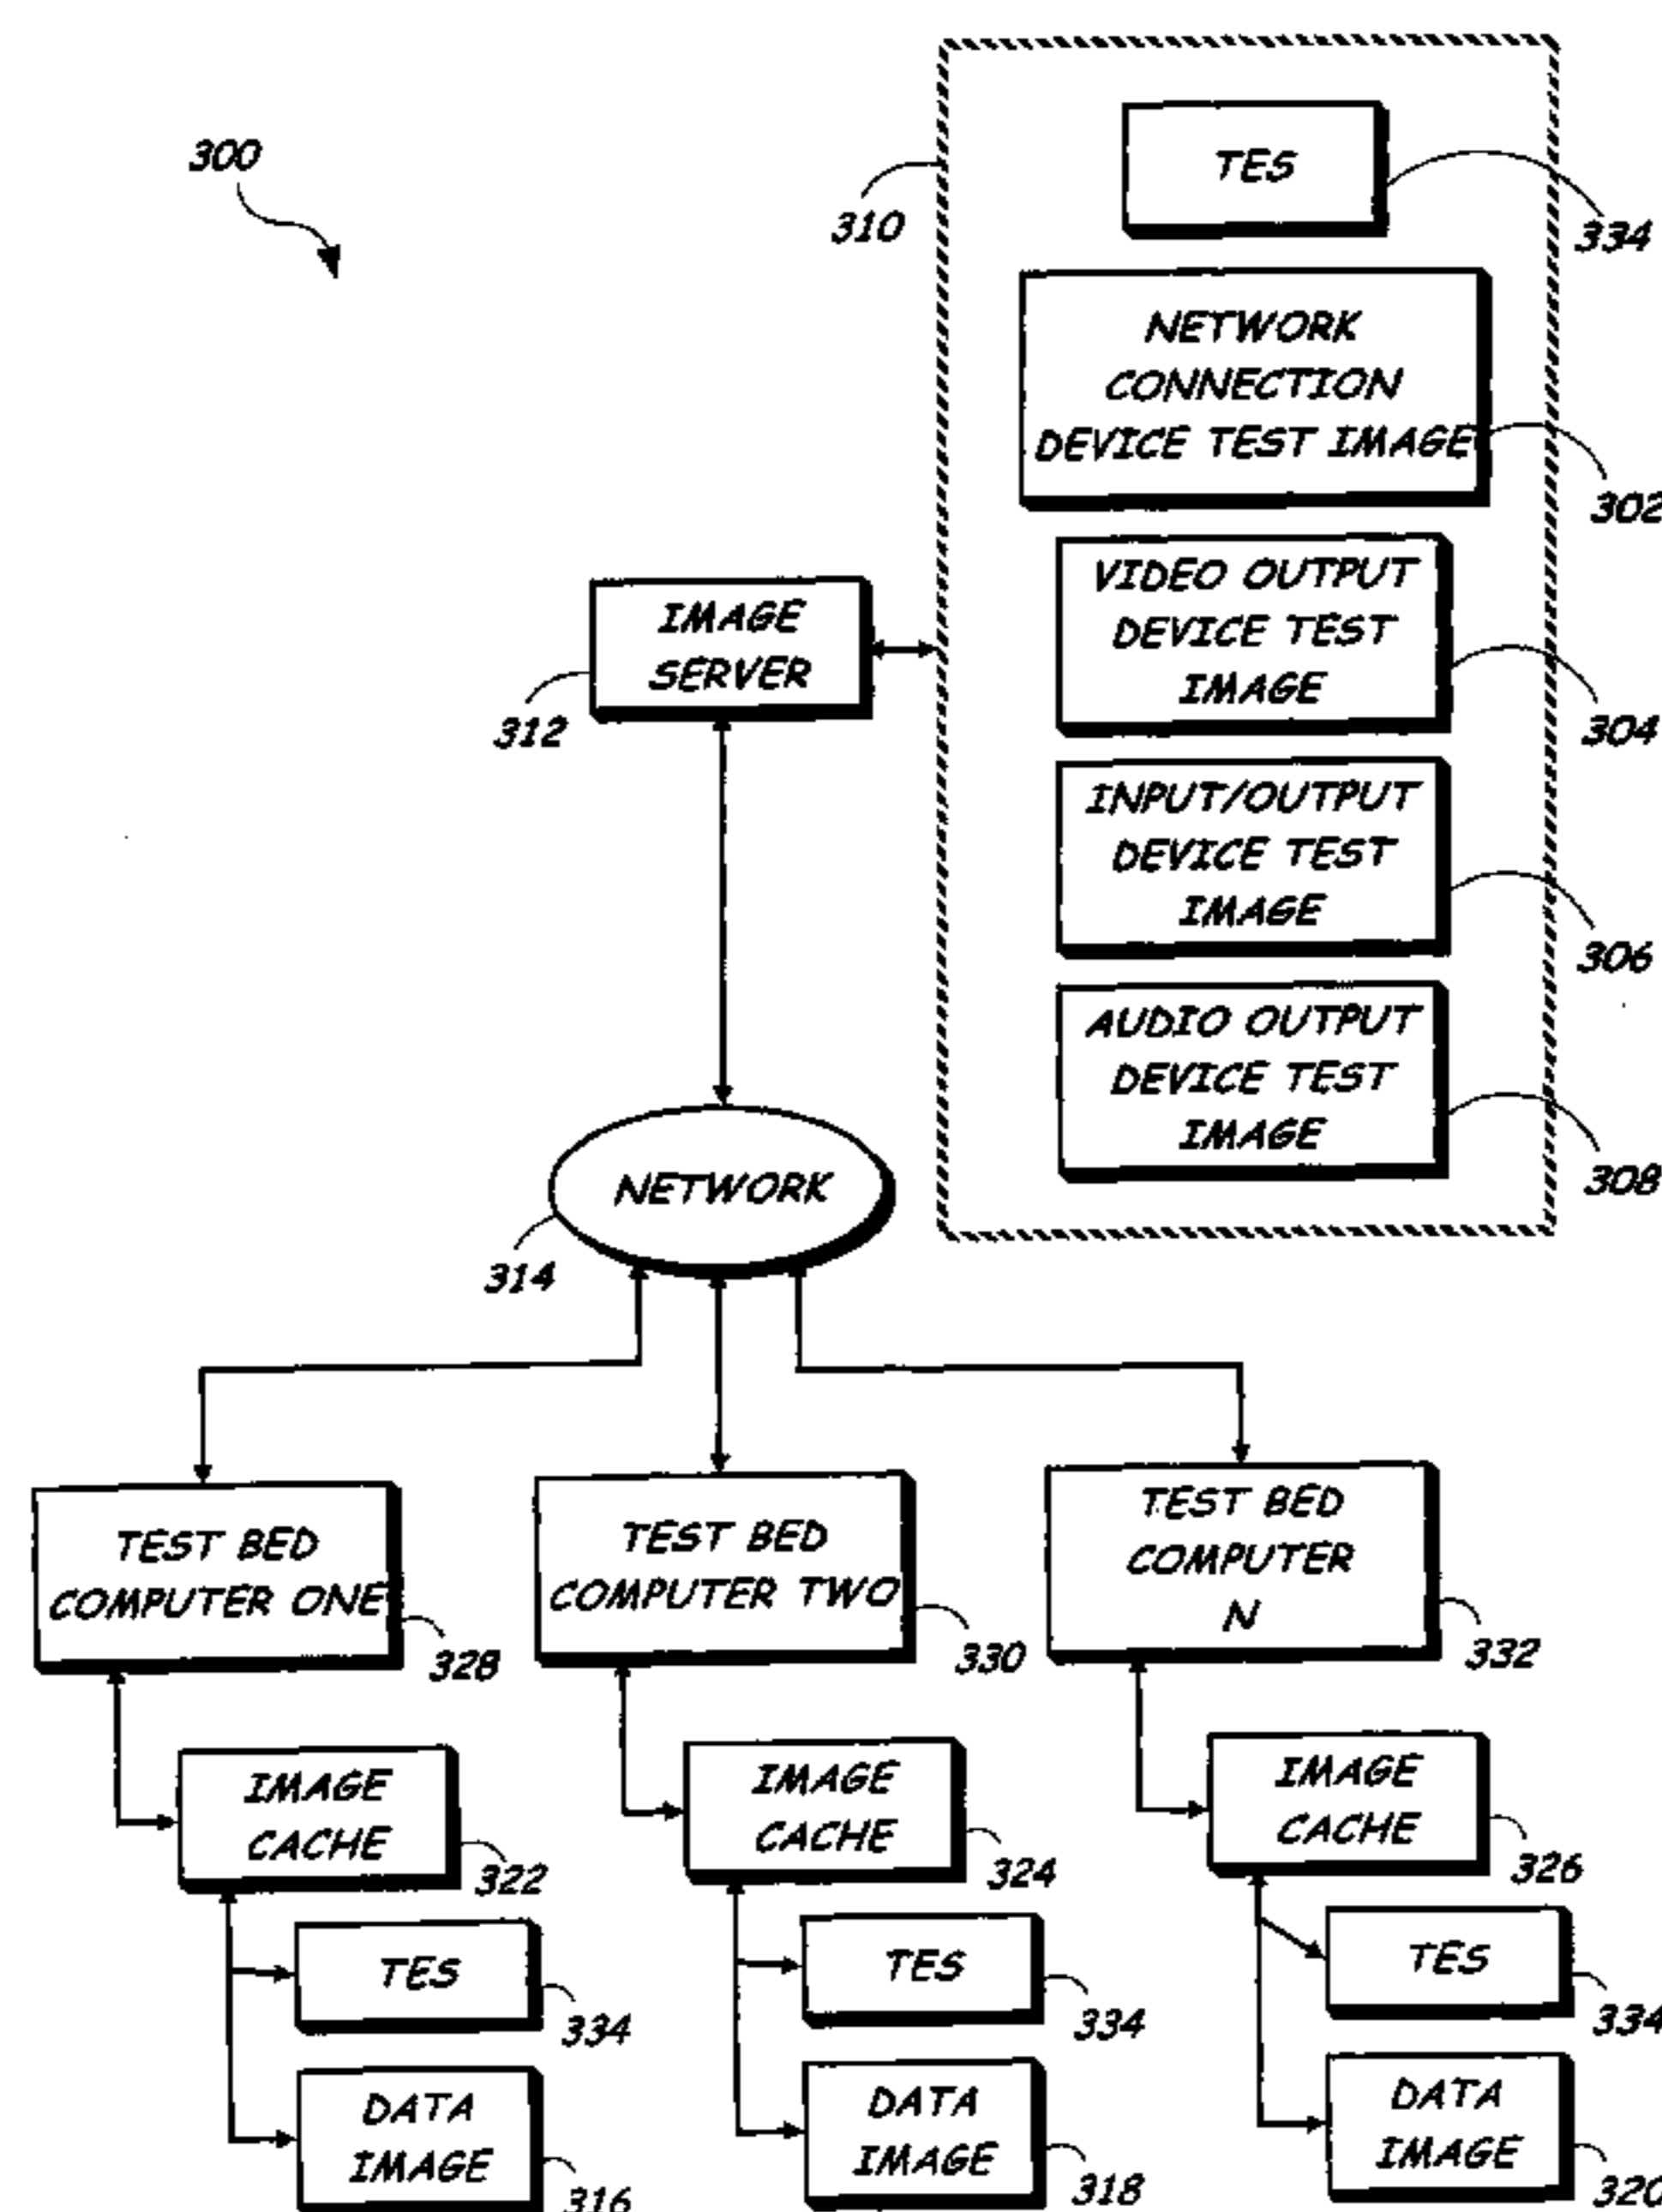 300
310
TES
334
NETWORK
CONNECTION
DEVICE TEST IMAGE
302
IMAGE
SERVER
312
VIDEO OUTPUT
DEVICE TEST
IMAGE
304
INPUT/OUTPUT
DEVICE TEST
IMAGE
306
AUDIO OUTPUT
DEVICE TEST
IMAGE
308
NETWORK
314
TEST BED
COMPUTER ONE
328
TEST BED
COMPUTER TWO
330
TEST BED
COMPUTER
N
332
IMAGE
CACHE
322
IMAGE
CACHE
324
IMAGE
CACHE
326
TES
334
TES
334
TES
334
DATA
IMAGE
316
DATA
IMAGE
318
DATA
IMAGE
320